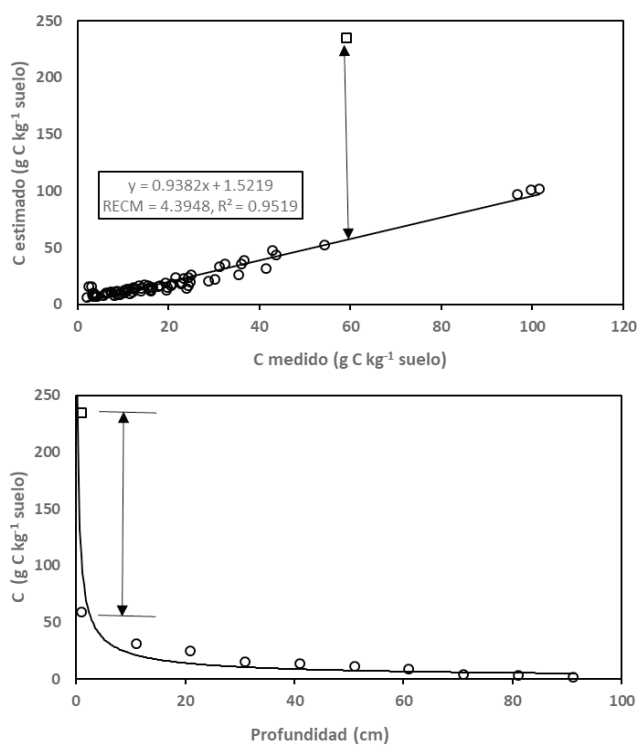 250
200
150
100
50
0
C estimado (g C kg⁻¹ suelo)
y = 0.9382x + 1.5219
RECM = 4.3948, R² = 0.9519
0 20 40 60 80 100 120
C medido (g C kg⁻¹ suelo)
250
200
150
100
50
0
C (g C kg⁻¹ suelo)
0 20 40 60 80 100
Profundidad (cm)